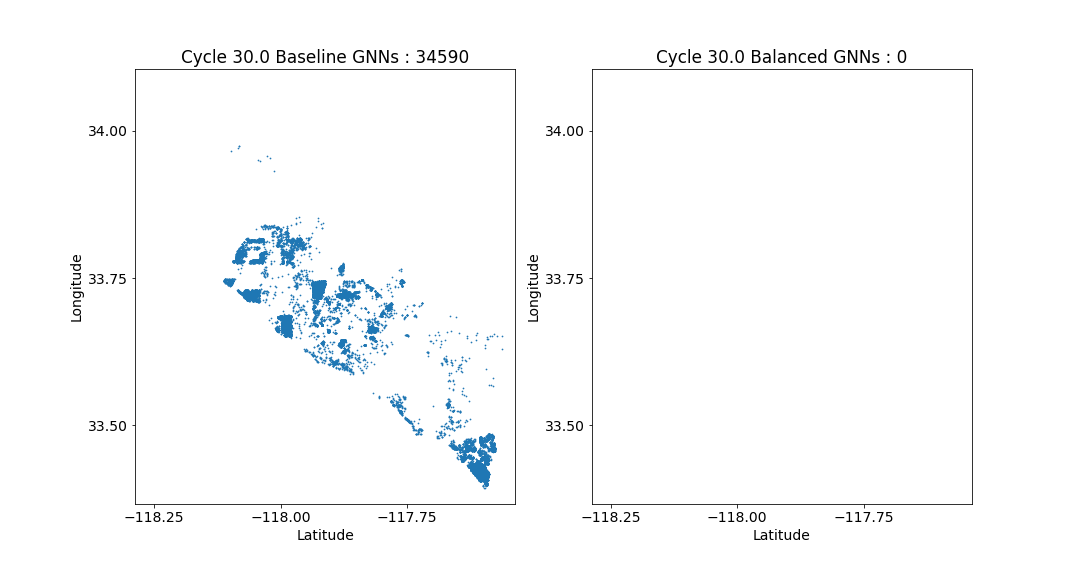 Cycle 30.0 Baseline GNNs : 34590
34.00
33.75
33.50
Longitude
−118.25
−118.00
−117.75
Latitude
Cycle 30.0 Balanced GNNs : 0
34.00
33.75
33.50
Longitude
−118.25
−118.00
−117.75
Latitude